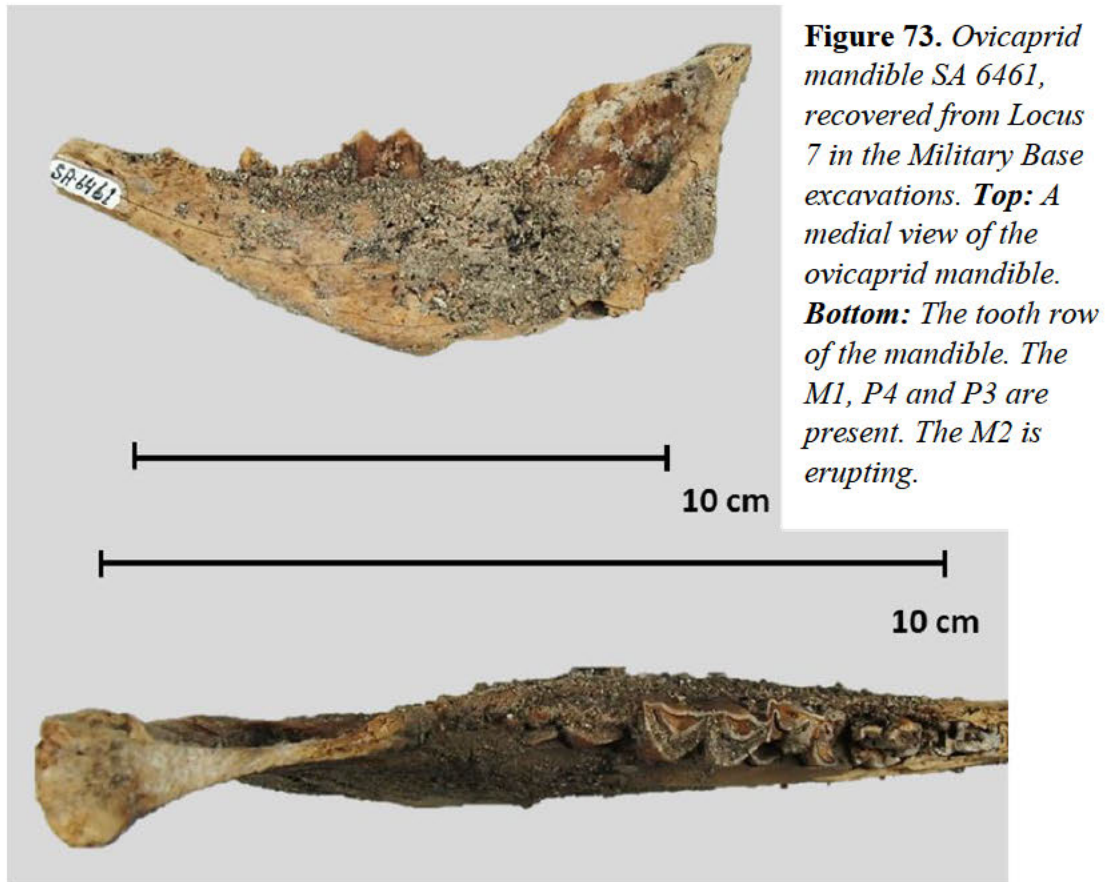 Figure 73. Ovicaprid
mandible SA 6461,
recovered from Locus
7 in the Military Base
excavations. Top: A
medial view of the
ovicaprid mandible.
Bottom: The tooth row
of the mandible. The
M1, P4 and P3 are
present. The M2 is
erupting.
SA-6461
10 cm
10 cm